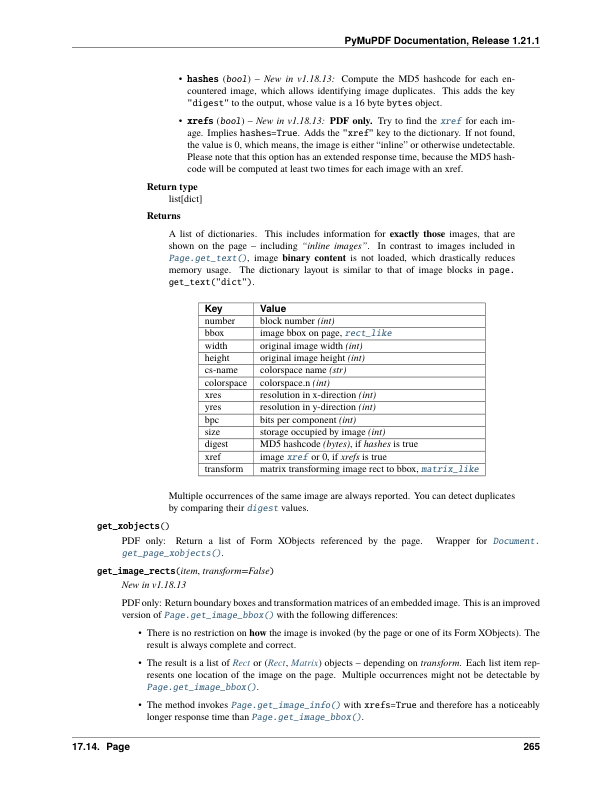 PyMuPDF Documentation, Release 1.21.1
• hashes (bool) – New in v1.18.13: Compute the MD5 hashcode for each en-
countered image, which allows identifying image duplicates. This adds the key
"digest" to the output, whose value is a 16 byte bytes object.
• xrefs (bool) – New in v1.18.13: PDF only. Try to find the xref for each im-
age. Implies hashes=True. Adds the "xref" key to the dictionary. If not found,
the value is 0, which means, the image is either “inline” or otherwise undetectable.
Please note that this option has an extended response time, because the MD5 hash-
code will be computed at least two times for each image with an xref.
Return type
list[dict]
Returns
A list of dictionaries. This includes information for exactly those images, that are
shown on the page – including “inline images”. In contrast to images included in
Page.get_text(), image binary content is not loaded, which drastically reduces
memory usage. The dictionary layout is similar to that of image blocks in page.
get_text("dict").
Key Value
number block number (int)
bbox image bbox on page, rect_like
width original image width (int)
height original image height (int)
cs-name colorspace name (str)
colorspace colorspace.n (int)
xres resolution in x-direction (int)
yres resolution in y-direction (int)
bpc bits per component (int)
size storage occupied by image (int)
digest MD5 hashcode (bytes), if hashes is true
xref image xref or 0, if xrefs is true
transform matrix transforming image rect to bbox, matrix_like
Multiple occurrences of the same image are always reported. You can detect duplicates
by comparing their digest values.
get_xobjects()
PDF only: Return a list of Form XObjects referenced by the page. Wrapper for Document.
get_page_xobjects().
get_image_rects(item, transform=False)
New in v1.18.13
PDF only: Return boundary boxes and transformation matrices of an embedded image. This is an improved
version of Page.get_image_bbox() with the following differences:
• There is no restriction on how the image is invoked (by the page or one of its Form XObjects). The
result is always complete and correct.
• The result is a list of Rect or (Rect, Matrix) objects – depending on transform. Each list item rep-
resents one location of the image on the page. Multiple occurrences might not be detectable by
Page.get_image_bbox().
• The method invokes Page.get_image_info() with xrefs=True and therefore has a noticeably
longer response time than Page.get_image_bbox().
17.14. Page 265